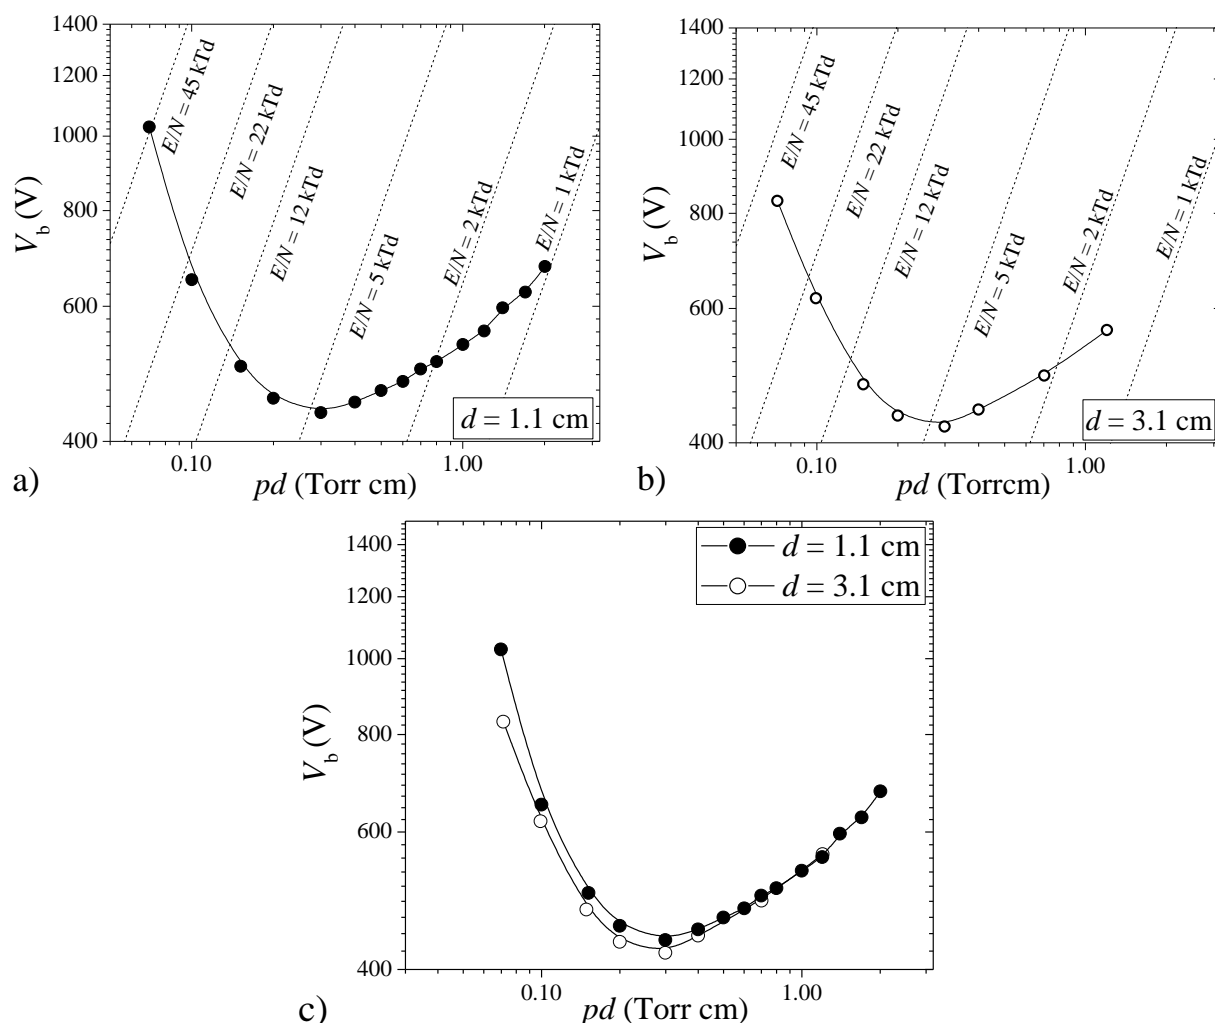 1400
1200
1000
800
600
400
V_b (V)
E/N = 45 kTd
E/N = 22 kTd
E/N = 12 kTd
E/N = 5 kTd
E/N = 2 kTd
E/N = 1 kTd
d = 1.1 cm
0.10
1.00
pd (Torr cm)
a)
1400
1200
1000
800
600
400
V_b (V)
E/N = 45 kTd
E/N = 22 kTd
E/N = 12 kTd
E/N = 5 kTd
E/N = 2 kTd
E/N = 1 kTd
d = 3.1 cm
0.10
1.00
pd (Torrcm)
b)
1400
1200
1000
800
600
400
V_b (V)
d = 1.1 cm
d = 3.1 cm
0.10
1.00
pd (Torr cm)
c)